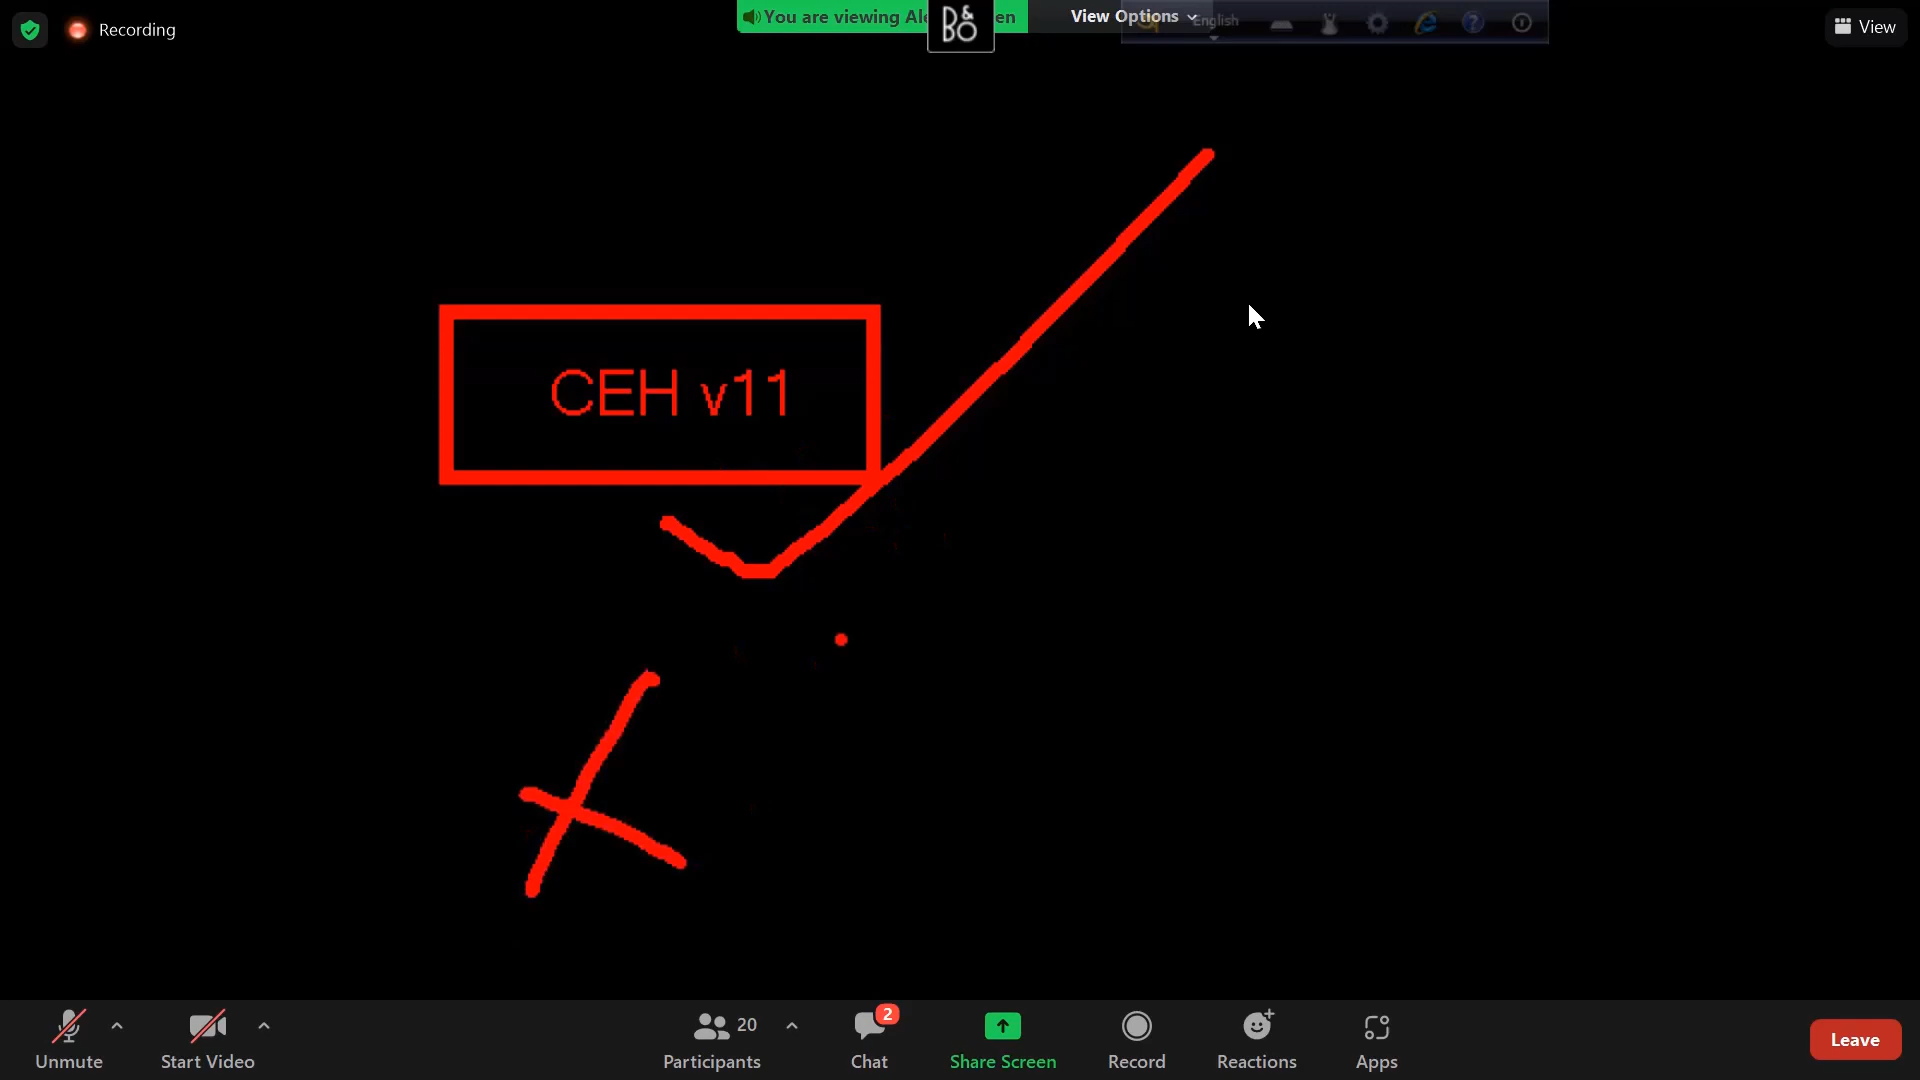 Recording
You are viewing Al
en
View Options
English
View
B&O
CEH v11
Unmute
Start Video
20
Participants
2
Chat
Share Screen
Record
Reactions
Apps
Leave